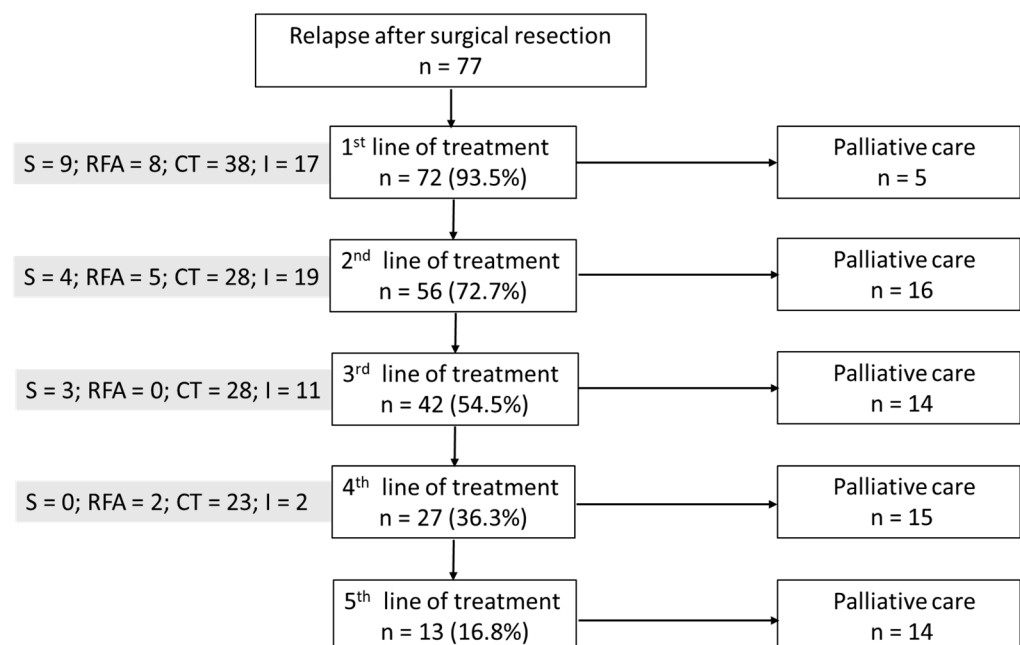 Relapse after surgical resection
n = 77
S = 9; RFA = 8; CT = 38; I = 17
1st line of treatment
n = 72 (93.5%)
Palliative care
n = 5
S = 4; RFA = 5; CT = 28; I = 19
2nd line of treatment
n = 56 (72.7%)
Palliative care
n = 16
S = 3; RFA = 0; CT = 28; I = 11
3rd line of treatment
n = 42 (54.5%)
Palliative care
n = 14
S = 0; RFA = 2; CT = 23; I = 2
4th line of treatment
n = 27 (36.3%)
Palliative care
n = 15
5th line of treatment
n = 13 (16.8%)
Palliative care
n = 14